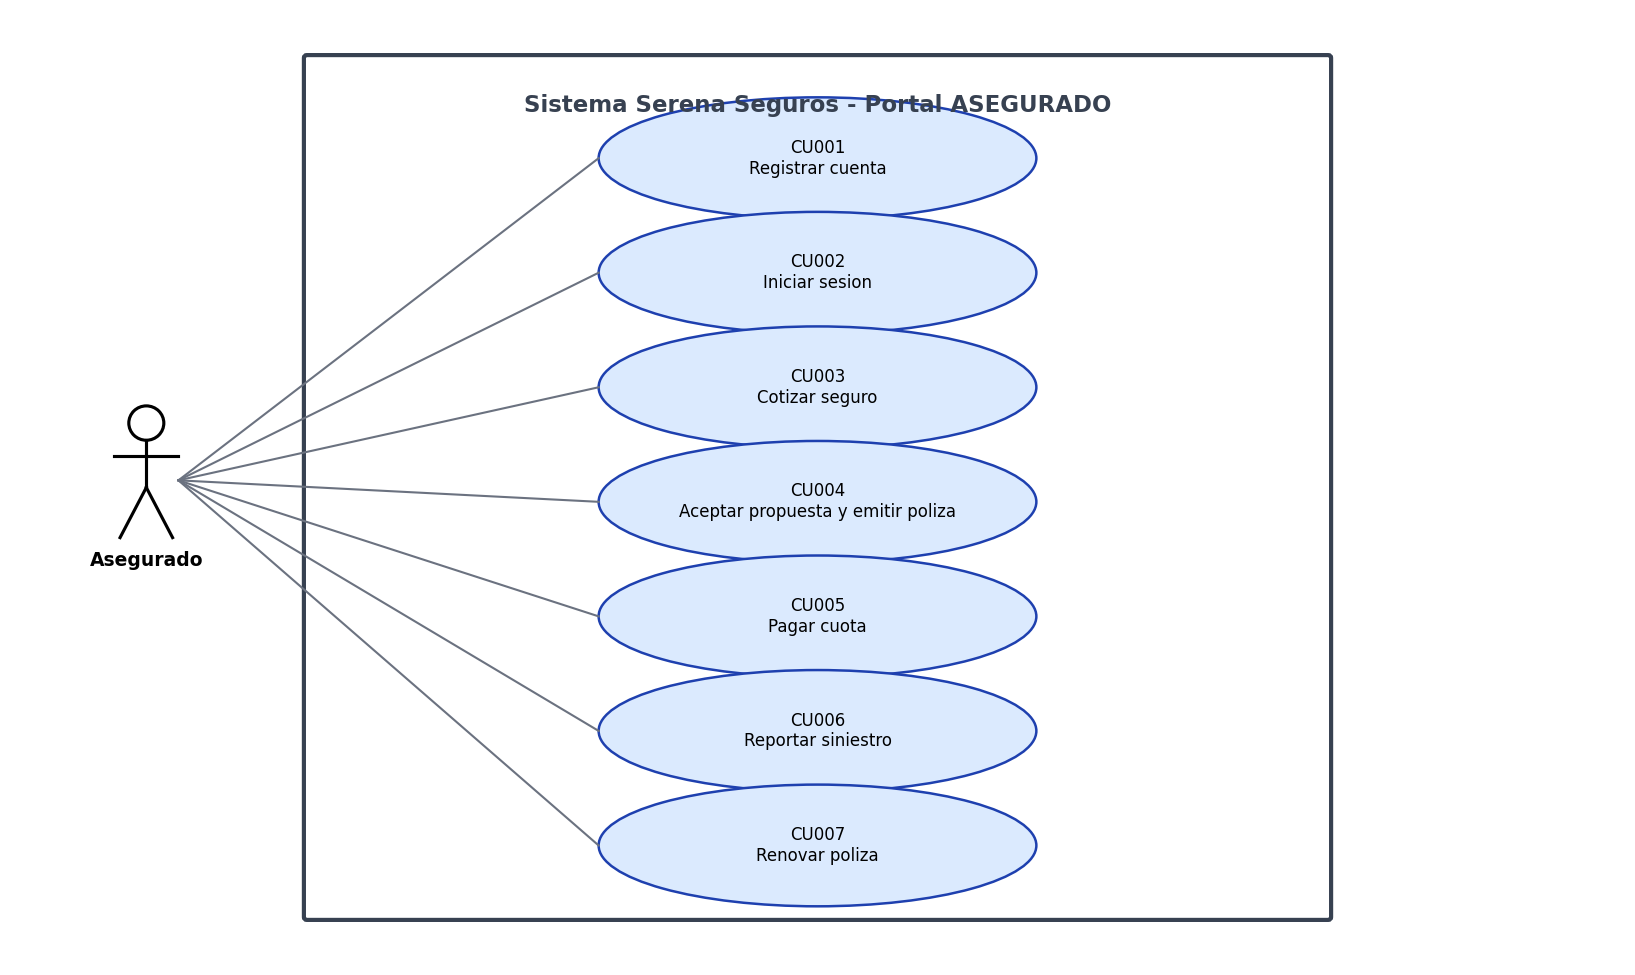 Sistema Serena Seguros - Portal ASEGURADO
CU001
Registrar cuenta
CU002
Iniciar sesion
CU003
Cotizar seguro
CU004
Aceptar propuesta y emitir poliza
Asegurado
CU005
Pagar cuota
CU006
Reportar siniestro
CU007
Renovar poliza